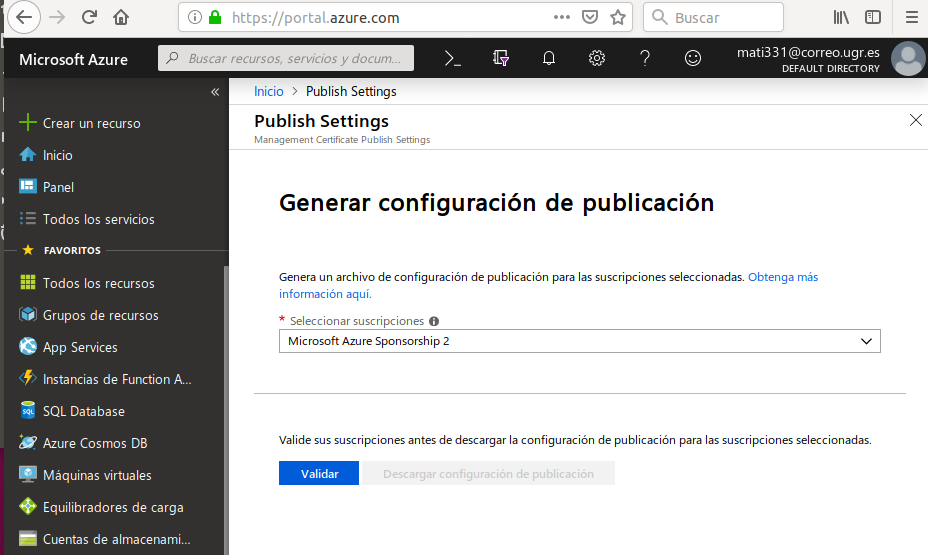 https://portal.azure.com
Buscar
Microsoft Azure
Buscar recursos, servicios y docum...
mati331@correo.ugr.es
DEFAULT DIRECTORY
Crear un recurso
Inicio
Panel
Todos los servicios
FAVORITOS
Todos los recursos
Grupos de recursos
App Services
Instancias de Function A...
SQL Database
Azure Cosmos DB
Máquinas virtuales
Equilibradores de carga
Cuentas de almacenami...
Inicio > Publish Settings
Publish Settings
Management Certificate Publish Settings
Generar configuración de publicación
Genera un archivo de configuración de publicación para las suscripciones seleccionadas. Obtenga más
información aquí.
* Seleccionar suscripciones
Microsoft Azure Sponsorship 2
Valide sus suscripciones antes de descargar la configuración de publicación para las suscripciones seleccionadas.
Validar
Descargar configuración de publicación